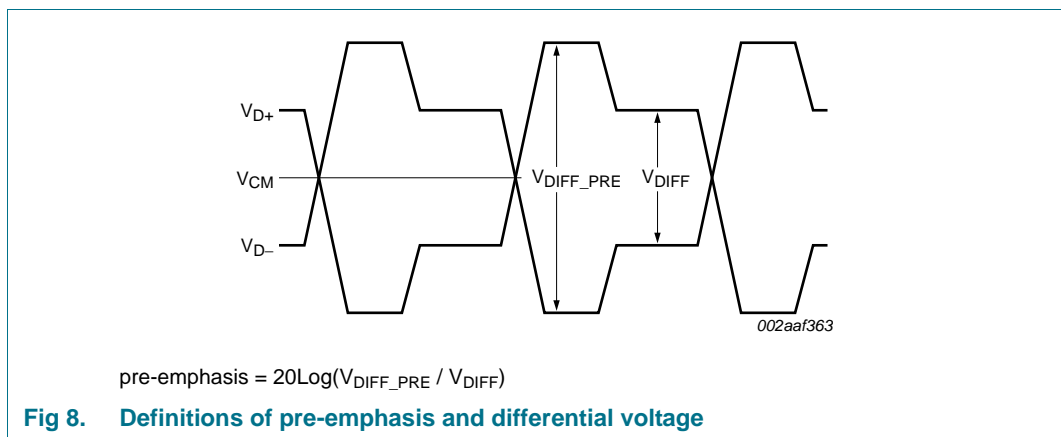 V_D+
V_CM
V_D−
V_DIFF_PRE
V_DIFF
002aaf363
pre-emphasis = 20Log(V_DIFF_PRE / V_DIFF)
Fig 8. Definitions of pre-emphasis and differential voltage